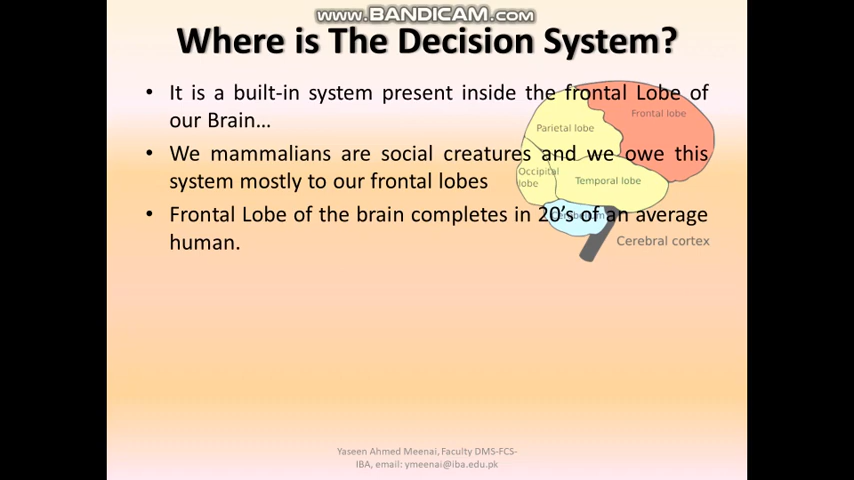 www.BANDICAM.com
Where is The Decision System?
• It is a built-in system present inside the frontal Lobe of
our Brain...
• We mammalians are social creatures and we owe this
system mostly to our frontal lobes
• Frontal Lobe of the brain completes in 20's of an average
human.
Frontal lobe
Parietal lobe
Occipital
lobe
Temporal lobe
Cerebral cortex
Yaseen Ahmed Meenai, Faculty DMS-FCS-
IBA, email: ymeenai@iba.edu.pk